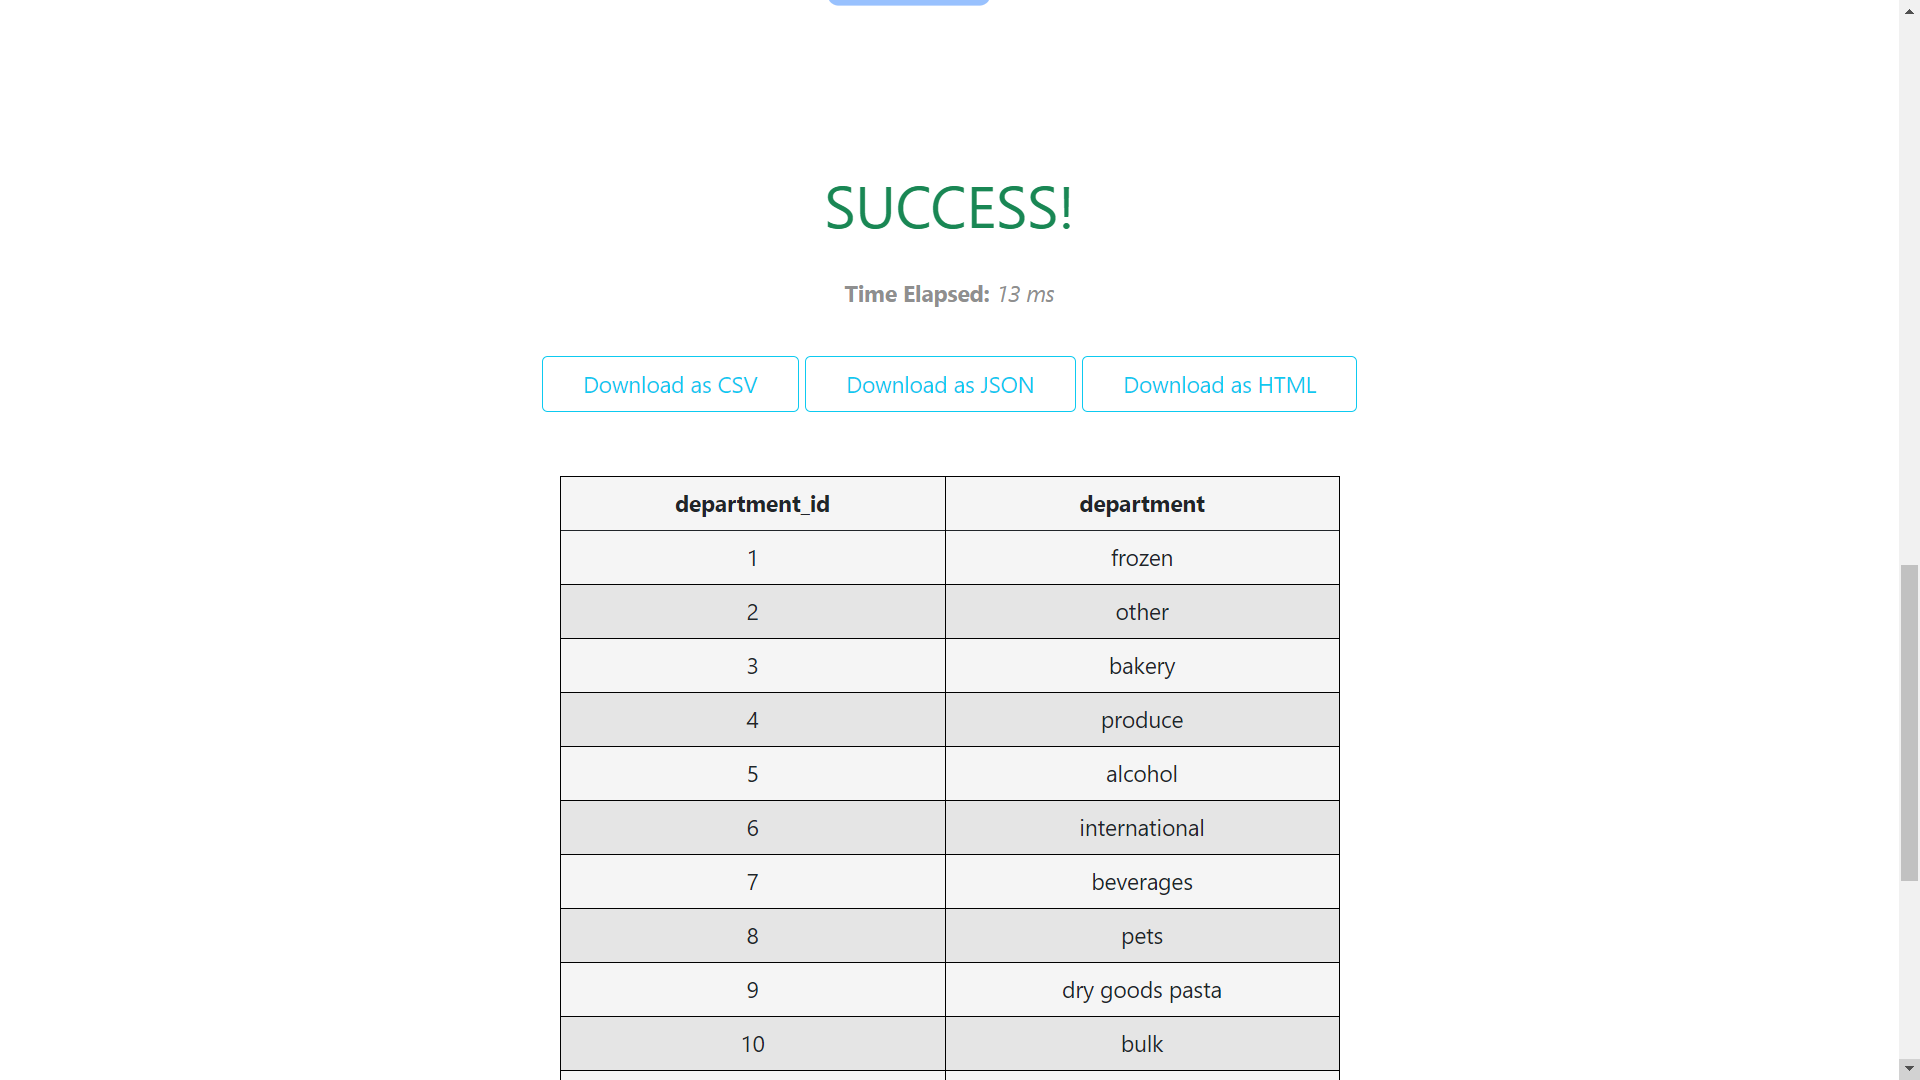 SUCCESS!
Time Elapsed: 13 ms
Download as CSV Download as JSON Download as HTML
department_id department
1 frozen
2 other
3 bakery
4 produce
5 alcohol
6 international
7 beverages
8 pets
9 dry goods pasta
10 bulk